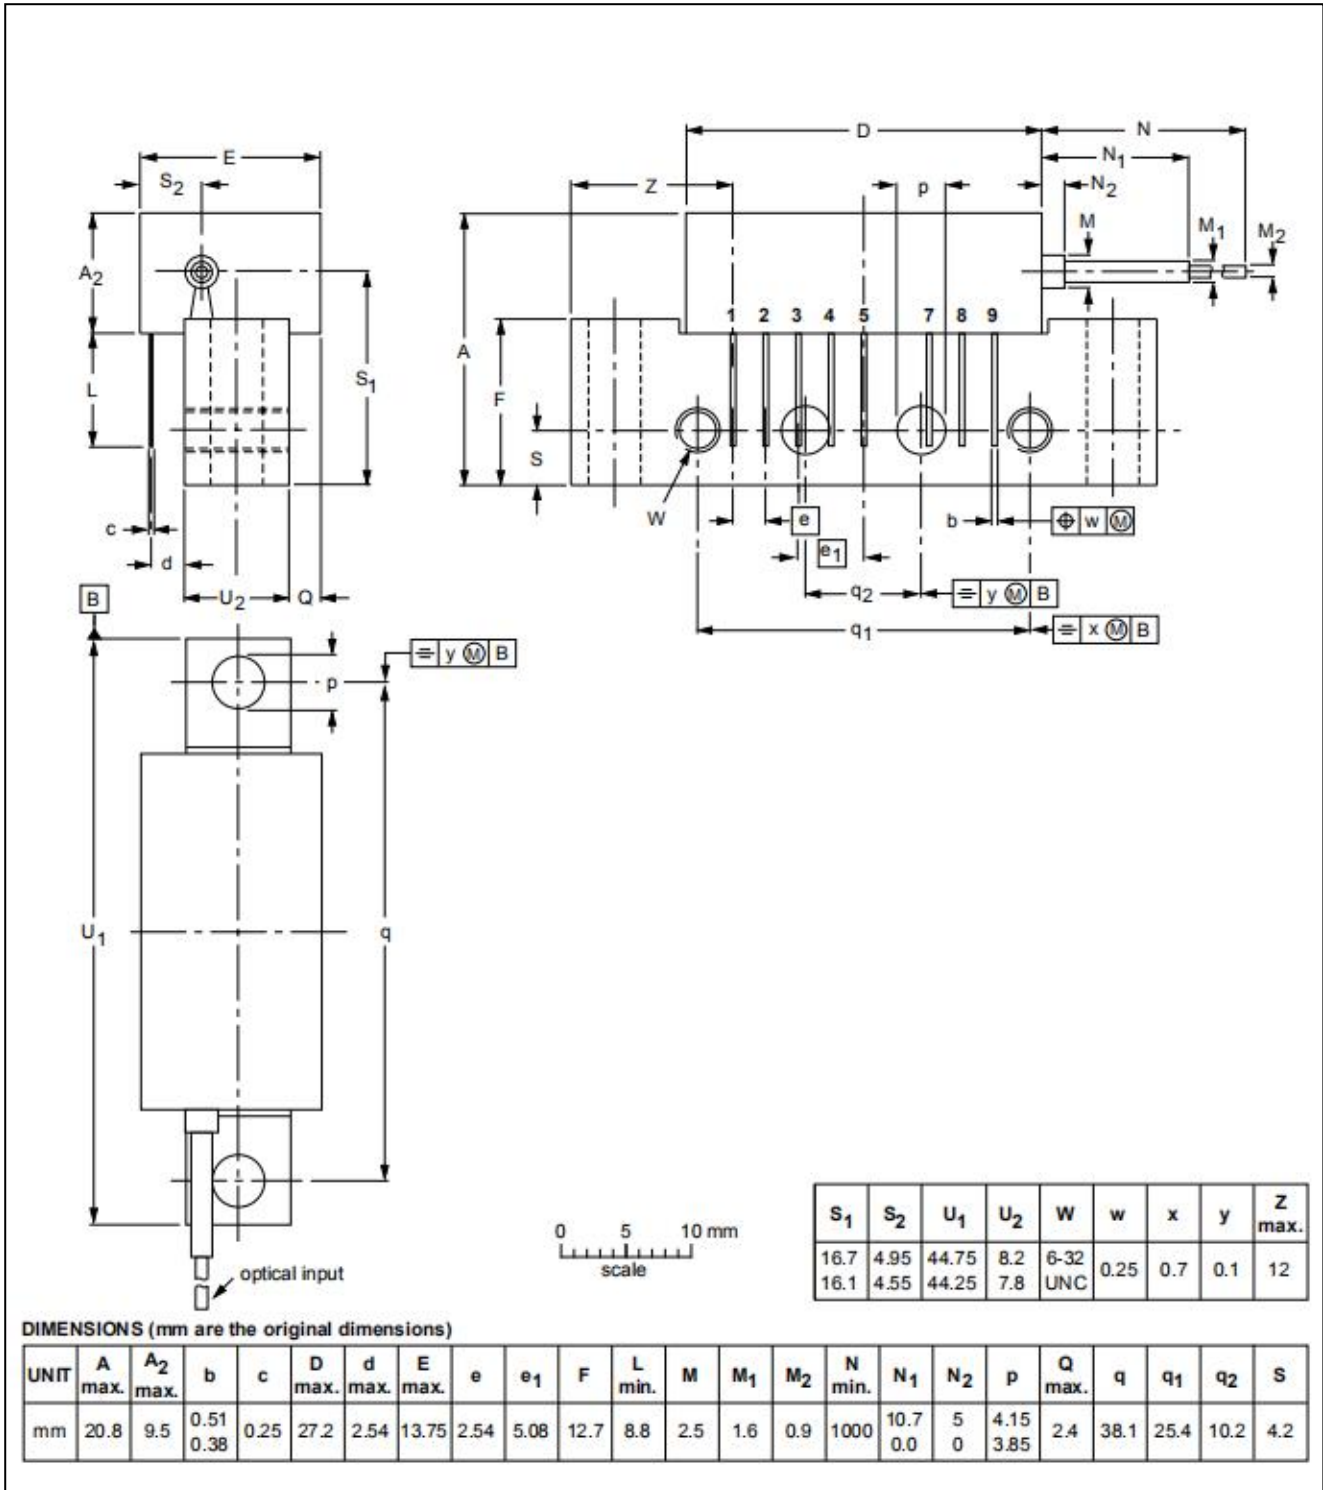 E
S2
A2
L
S1
c
d
U2
Q
D
N
N1
N2
Z
p
M
M1
M2
A
F
S
1 2 3 4 5 7 8 9
W
e
e1
b
w M
q2
y M B
q1
x M B
B
y M B
p
U1
q
optical input
0 5 10 mm
scale
S1 S2 U1 U2 W w x y Z max.
16.7 4.95 44.75 8.2 6-32 0.25 0.7 0.1 12
16.1 4.55 44.25 7.8 UNC
DIMENSIONS (mm are the original dimensions)
UNIT A max. A2 max. b c D max. d max. E max. e e1 F L min. M M1 M2 N min. N1 N2 p Q max. q q1 q2 S
mm 20.8 9.5 0.51 0.25 27.2 2.54 13.75 2.54 5.08 12.7 8.8 2.5 1.6 0.9 1000 10.7 5 4.15 2.4 38.1 25.4 10.2 4.2
0.38 0.0 0 3.85